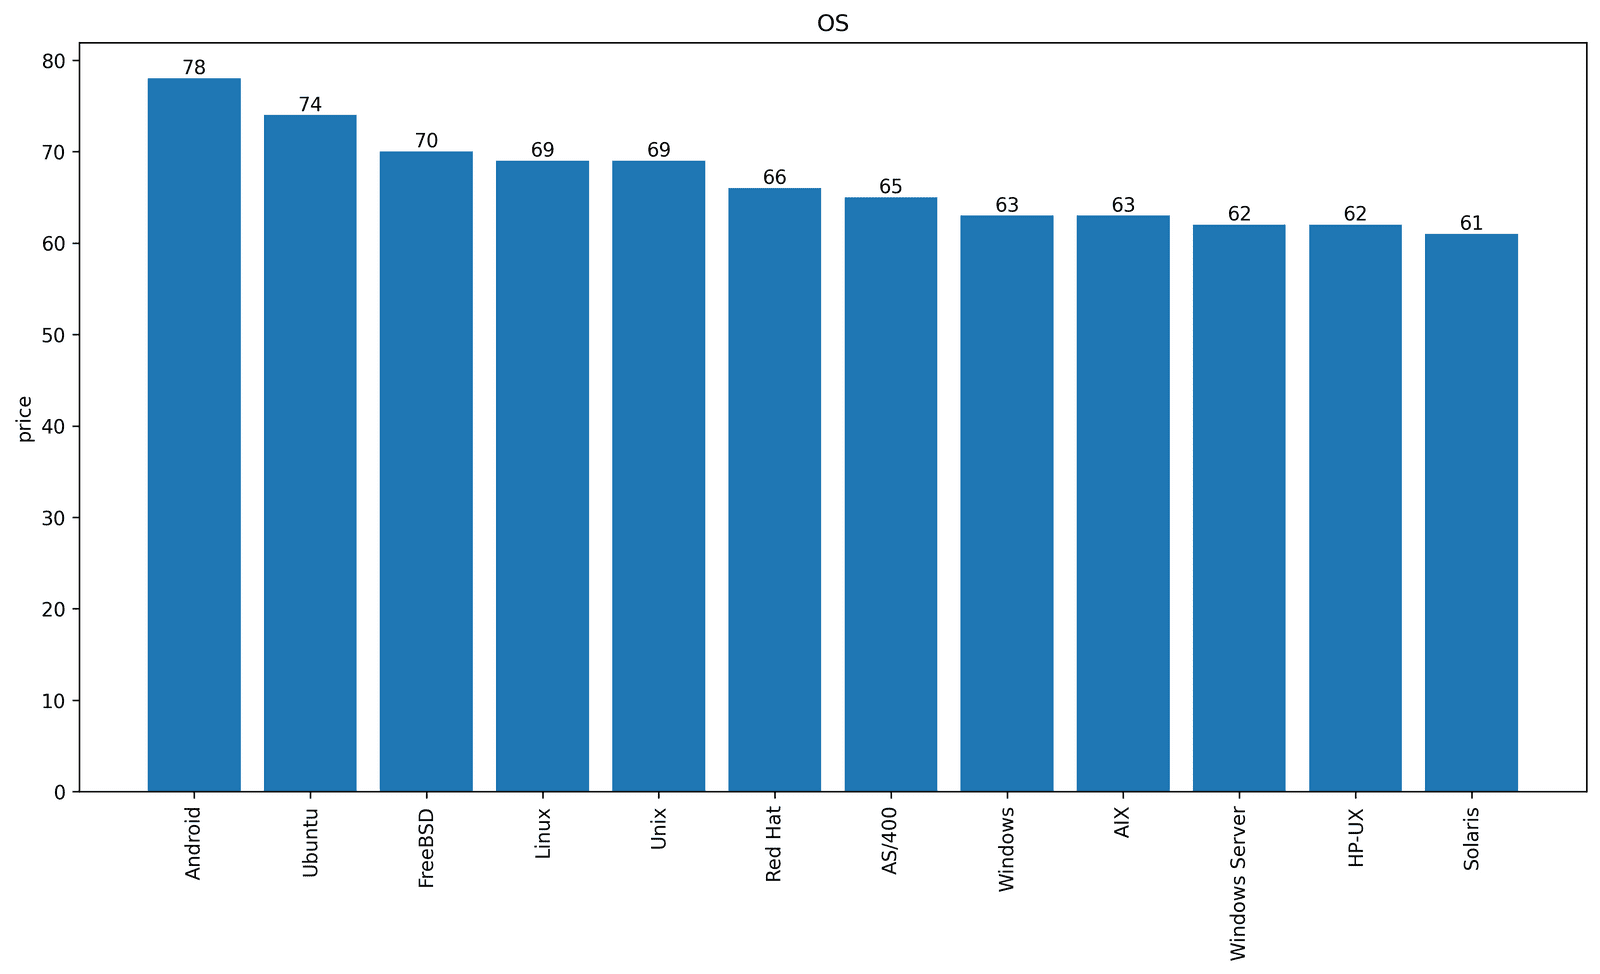 OS
price
80
70
60
50
40
30
20
10
0
78
74
70
69
69
66
65
63
63
62
62
61
Android
Ubuntu
FreeBSD
Linux
Unix
Red Hat
AS/400
Windows
AIX
Windows Server
HP-UX
Solaris